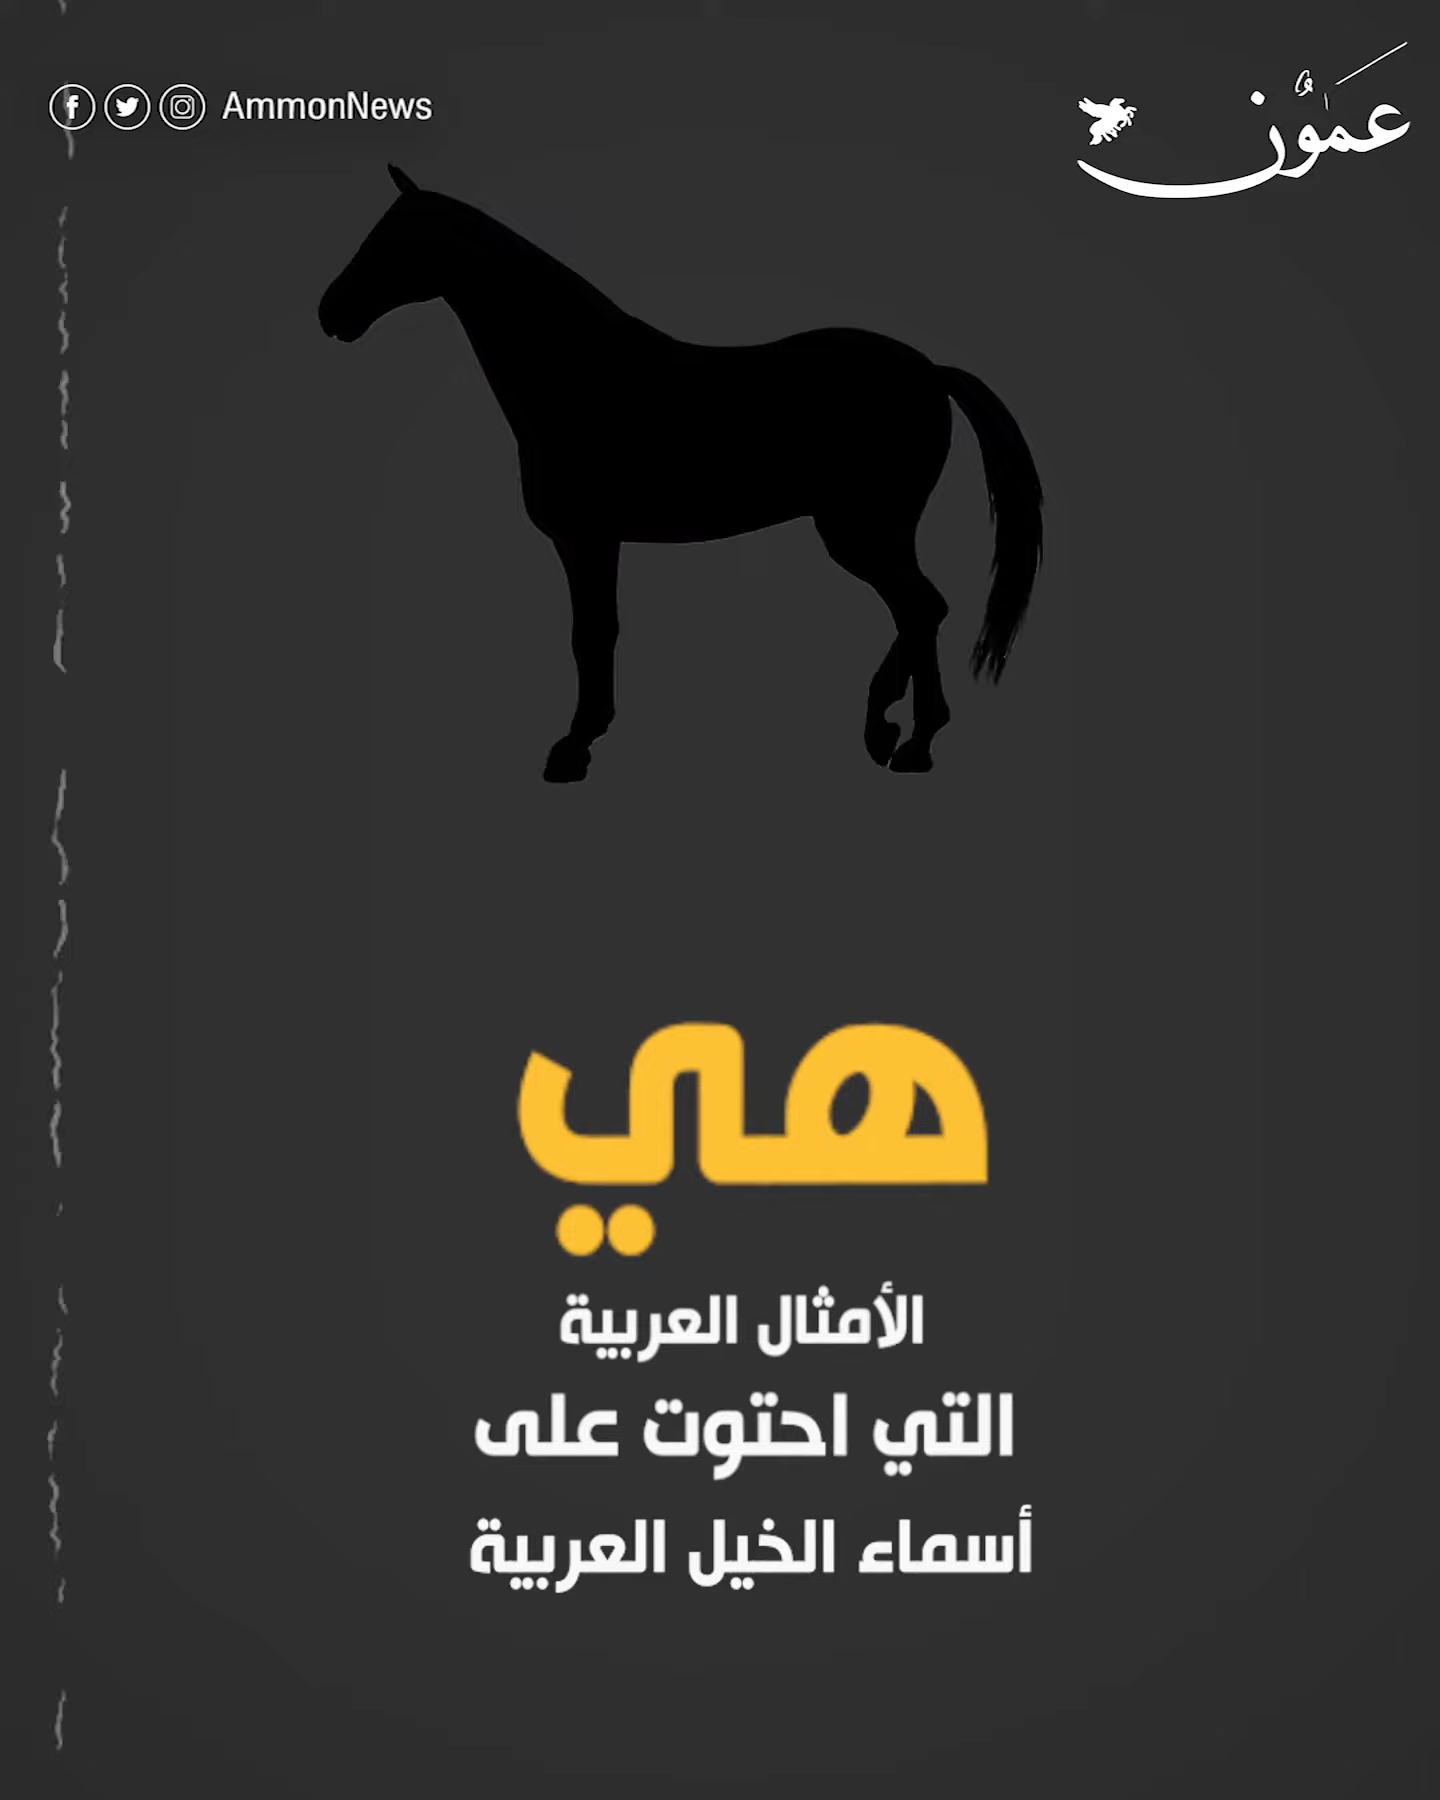 AmmonNews
عمون
هي
الأمثال العربية
التي احتوت على
أسماء الخيل العربية